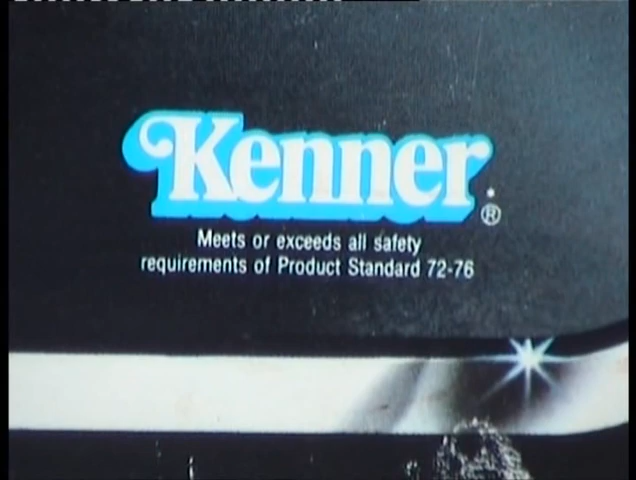 Kenner®
Meets or exceeds all safety
requirements of Product Standard 72-76